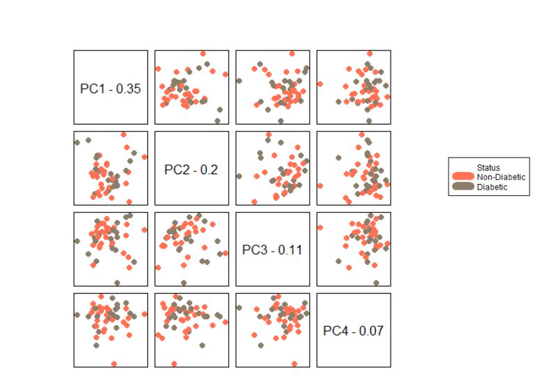 PC1 - 0.35
PC2 - 0.2
PC3 - 0.11
PC4 - 0.07
Status
Non-Diabetic
Diabetic